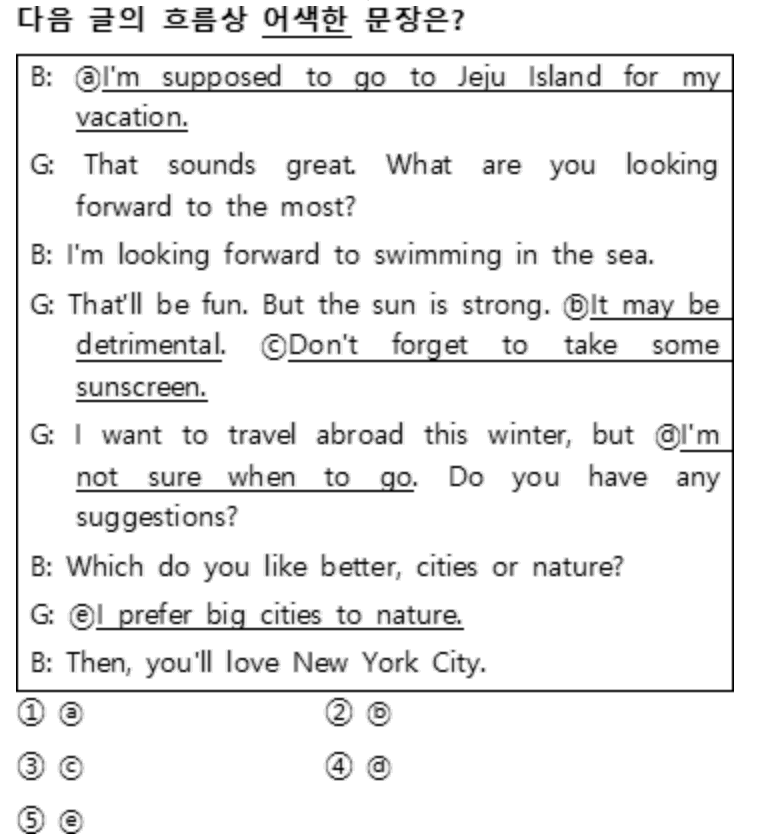 다음 글의 흐름상 어색한 문장은?
B: ⓐI'm supposed to go to Jeju Island for my
vacation.
G: That sounds great. What are you looking
forward to the most?
B: I'm looking forward to swimming in the sea.
G: That'll be fun. But the sun is strong. ⓑIt may be
detrimental. ⓒDon't forget to take some
sunscreen.
G: I want to travel abroad this winter, but ⓓI'm
not sure when to go. Do you have any
suggestions?
B: Which do you like better, cities or nature?
G: ⓔI prefer big cities to nature.
B: Then, you'll love New York City.
① ⓐ ② ⓑ
③ ⓒ ④ ⓓ
⑤ ⓔ